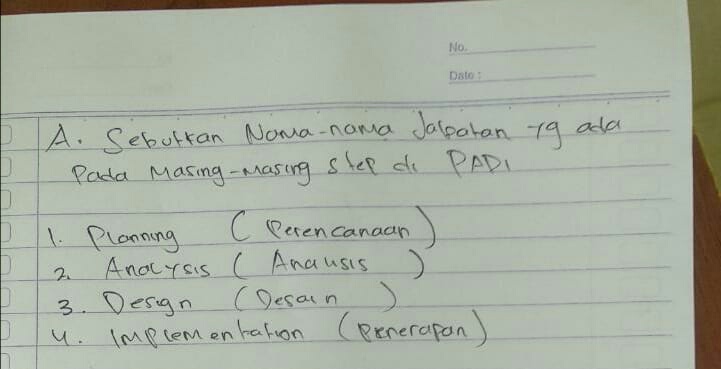 No.
Date :
A. Sebutkan Nama-nama Jabatan yg ada
Pada Masing-masing step di PADI
1. Planning ( Perencanaan )
2. Analysis ( Analisis )
3. Design ( Desain )
4. Implementation ( Penerapan )